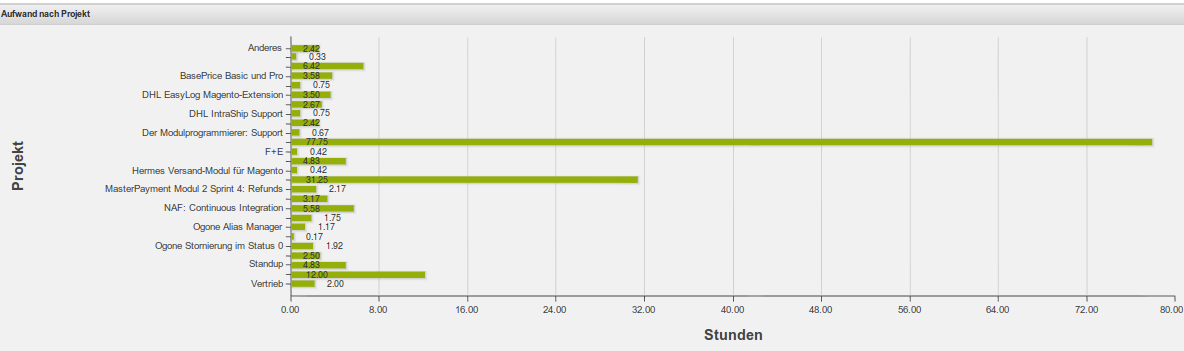 Aufwand nach Projekt
Anderes 2.42
0.33
6.42
BasePrice Basic und Pro 3.58
0.75
DHL EasyLog Magento-Extension 3.50
2.67
DHL IntraShip Support 0.75
2.42
Der Modulprogrammierer: Support 0.67
77.75
F+E 0.42
4.83
Hermes Versand-Modul für Magento 0.42
31.25
MasterPayment Modul 2 Sprint 4: Refunds 2.17
3.17
NAF: Continuous Integration 5.58
1.75
Ogone Alias Manager 1.17
0.17
Ogone Stornierung im Status 0 1.92
2.50
Standup 4.83
12.00
Vertrieb 2.00
0.00 8.00 16.00 24.00 32.00 40.00 48.00 56.00 64.00 72.00 80.00
Stunden
Projekt